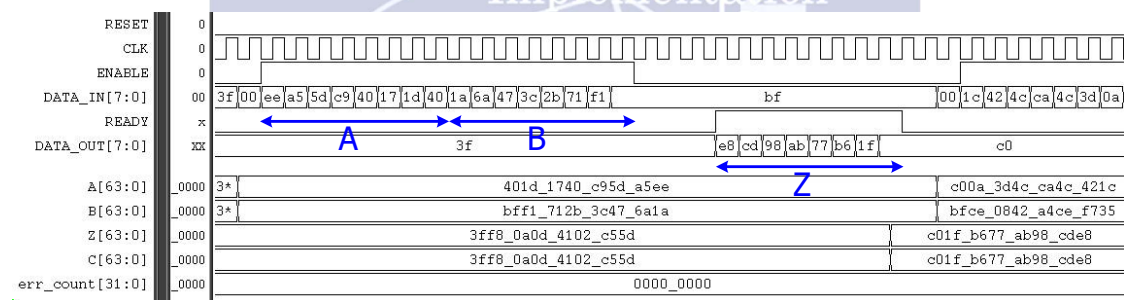 Implementation
RESET 0
CLK 0
ENABLE 0
DATA_IN[7:0] 00 3f 00 ee a5 5d c9 40 17 1d 40 1a 6a 47 3c 2b 71 f1 bf 00 1c 42 4c ca 4c 3d 0a
READY x
A B
DATA_OUT[7:0] xx 3f e8 cd 98 ab 77 b6 1f c0
Z
A[63:0] _0000 3* 401d_1740_c95d_a5ee c00a_3d4c_ca4c_421c
B[63:0] _0000 3* bff1_712b_3c47_6a1a bfce_0842_a4ce_f735
Z[63:0] _0000 3ff8_0a0d_4102_c55d c01f_b677_ab98_cde8
C[63:0] _0000 3ff8_0a0d_4102_c55d c01f_b677_ab98_cde8
err_count[31:0] _0000 0000_0000